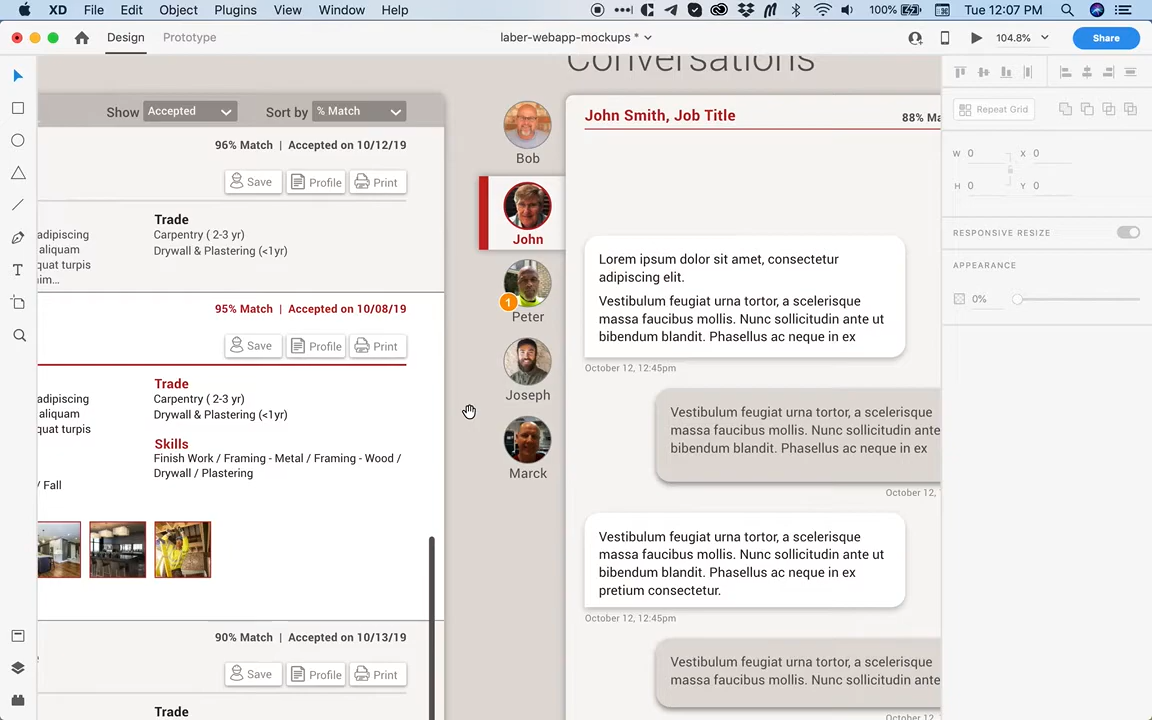 XD File Edit Object Plugins View Window Help 100% Tue 12:07 PM
Design Prototype laber-webapp-mockups * 104.8% Share
Conversations
Show Accepted Sort by % Match
96% Match | Accepted on 10/12/19
Save Profile Print
adipiscing
aliquam
quat turpis
nim...
Trade
Carpentry ( 2-3 yr)
Drywall & Plastering (<1yr)
95% Match | Accepted on 10/08/19
Save Profile Print
adipiscing
aliquam
quat turpis
/ Fall
Trade
Carpentry ( 2-3 yr)
Drywall & Plastering (<1yr)
Skills
Finish Work / Framing - Metal / Framing - Wood /
Drywall / Plastering
90% Match | Accepted on 10/13/19
Save Profile Print
Trade
Bob
John
1
Peter
Joseph
Marck
John Smith, Job Title
88% Ma
Lorem ipsum dolor sit amet, consectetur
adipiscing elit.
Vestibulum feugiat urna tortor, a scelerisque
massa faucibus mollis. Nunc sollicitudin ante ut
bibendum blandit. Phasellus ac neque in ex
October 12, 12:45pm
Vestibulum feugiat urna tortor, a scelerisque
massa faucibus mollis. Nunc sollicitudin ante
bibendum blandit. Phasellus ac neque in ex
October 12,
Vestibulum feugiat urna tortor, a scelerisque
massa faucibus mollis. Nunc sollicitudin ante ut
bibendum blandit. Phasellus ac neque in ex
pretium consectetur.
October 12, 12:45pm
Vestibulum feugiat urna tortor, a scelerisque
massa faucibus mollis. Nunc sollicitudin ante
October 12,
Repeat Grid
W 0 X 0
H 0 Y 0
RESPONSIVE RESIZE
APPEARANCE
0%